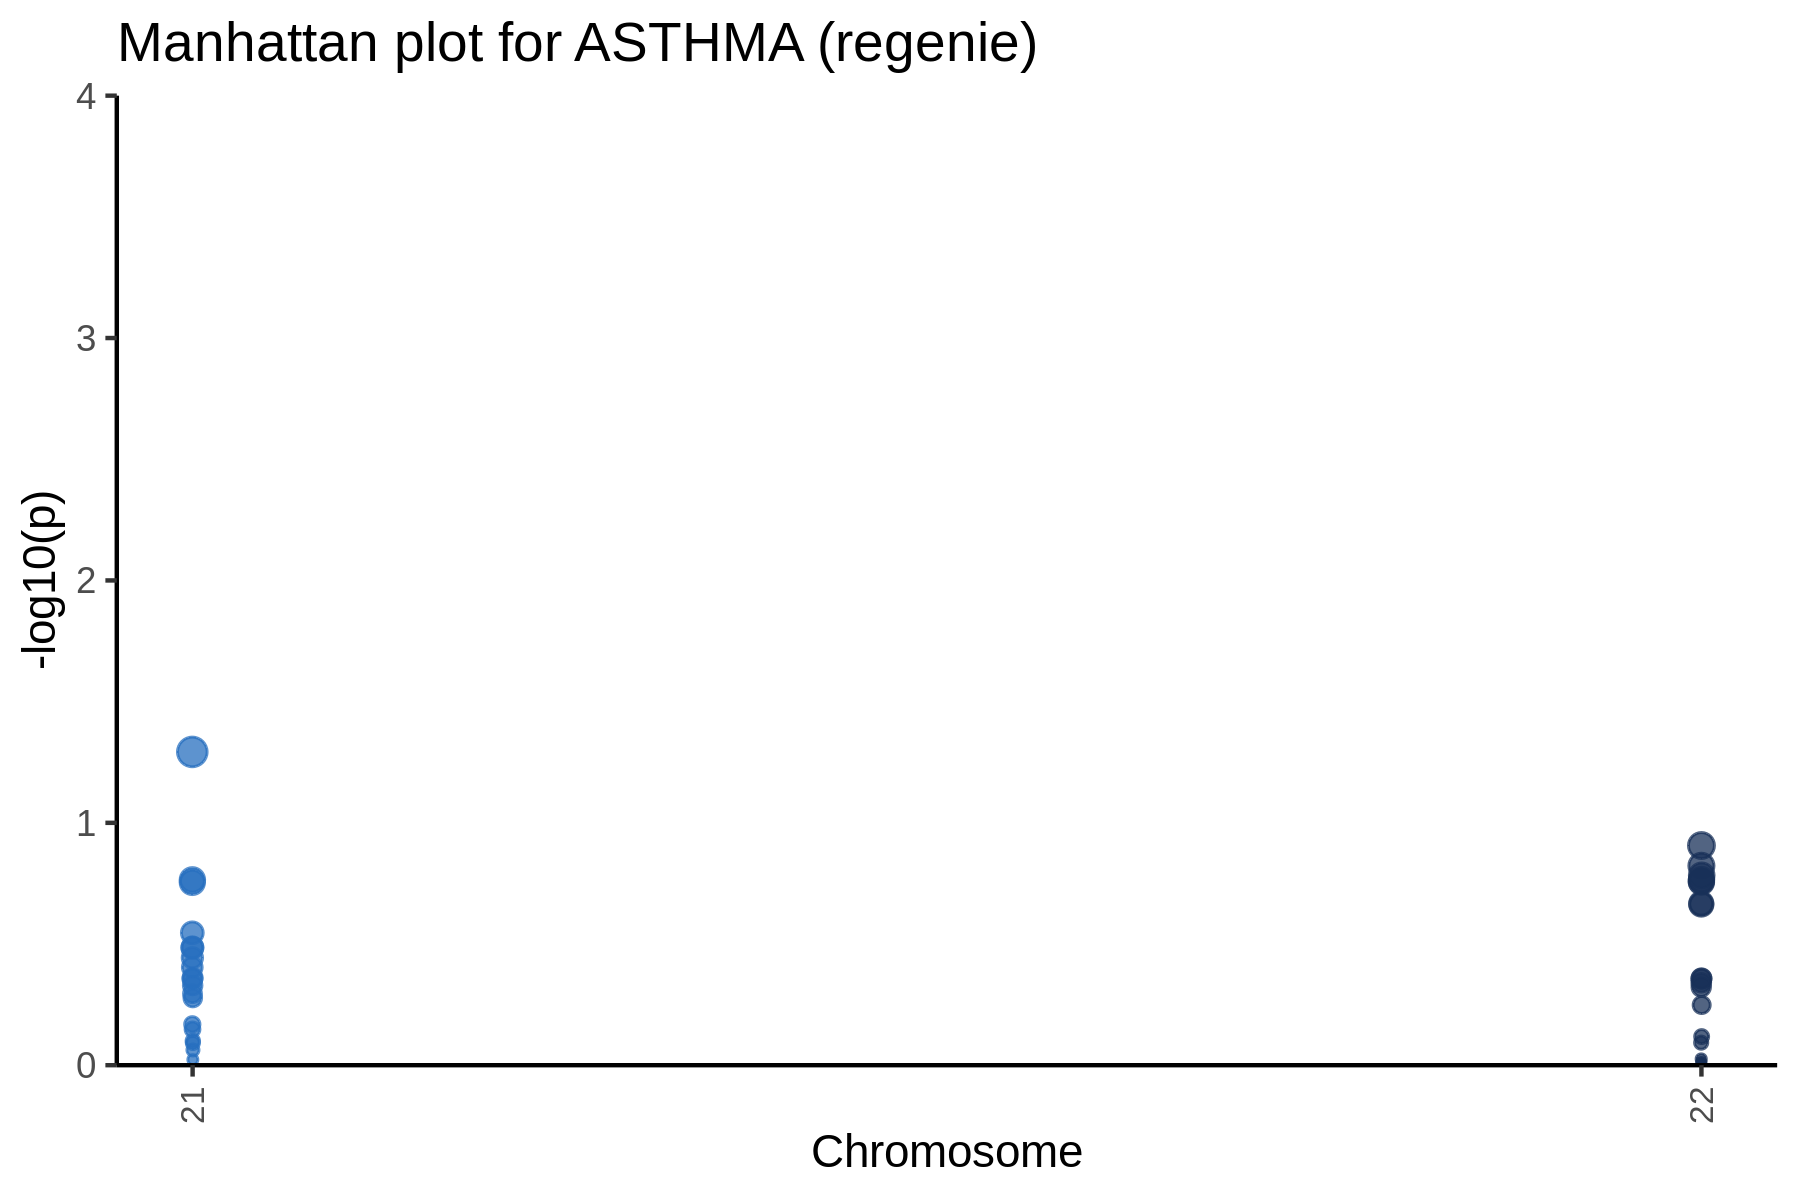 Manhattan plot for ASTHMA (regenie)
4
3
2
1
0
-log10(p)
21
22
Chromosome